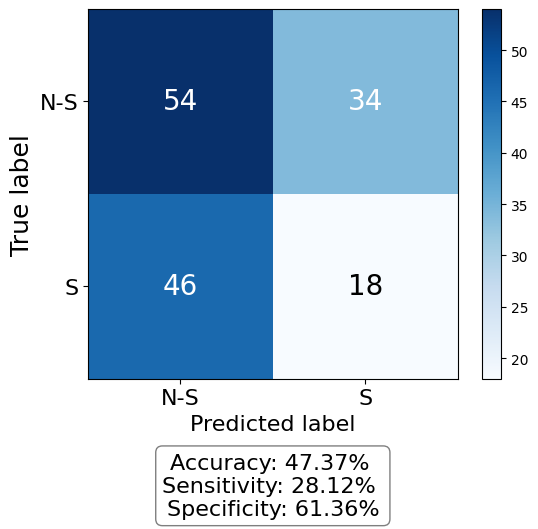 N-S
54
34
S
46
18
N-S
S
True label
Predicted label
50
45
40
35
30
25
20
Accuracy: 47.37%
Sensitivity: 28.12%
Specificity: 61.36%